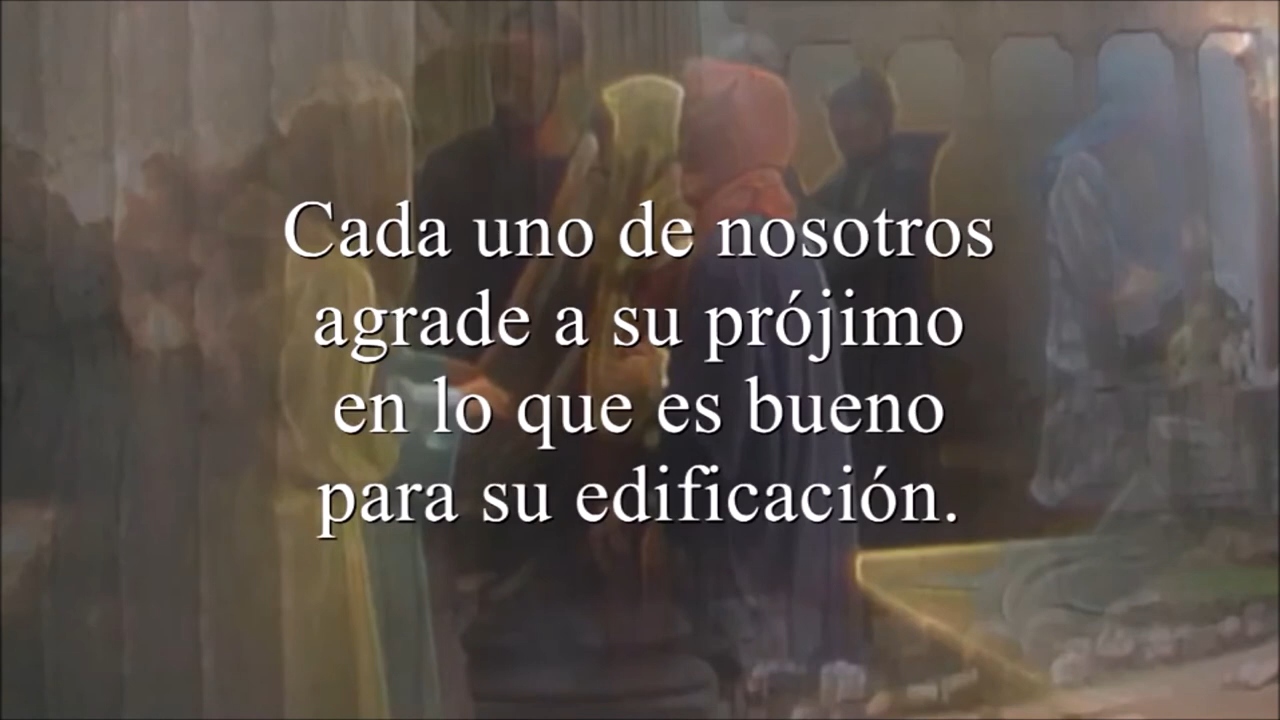 Cada uno de nosotros
agrade a su prójimo
en lo que es bueno
para su edificación.